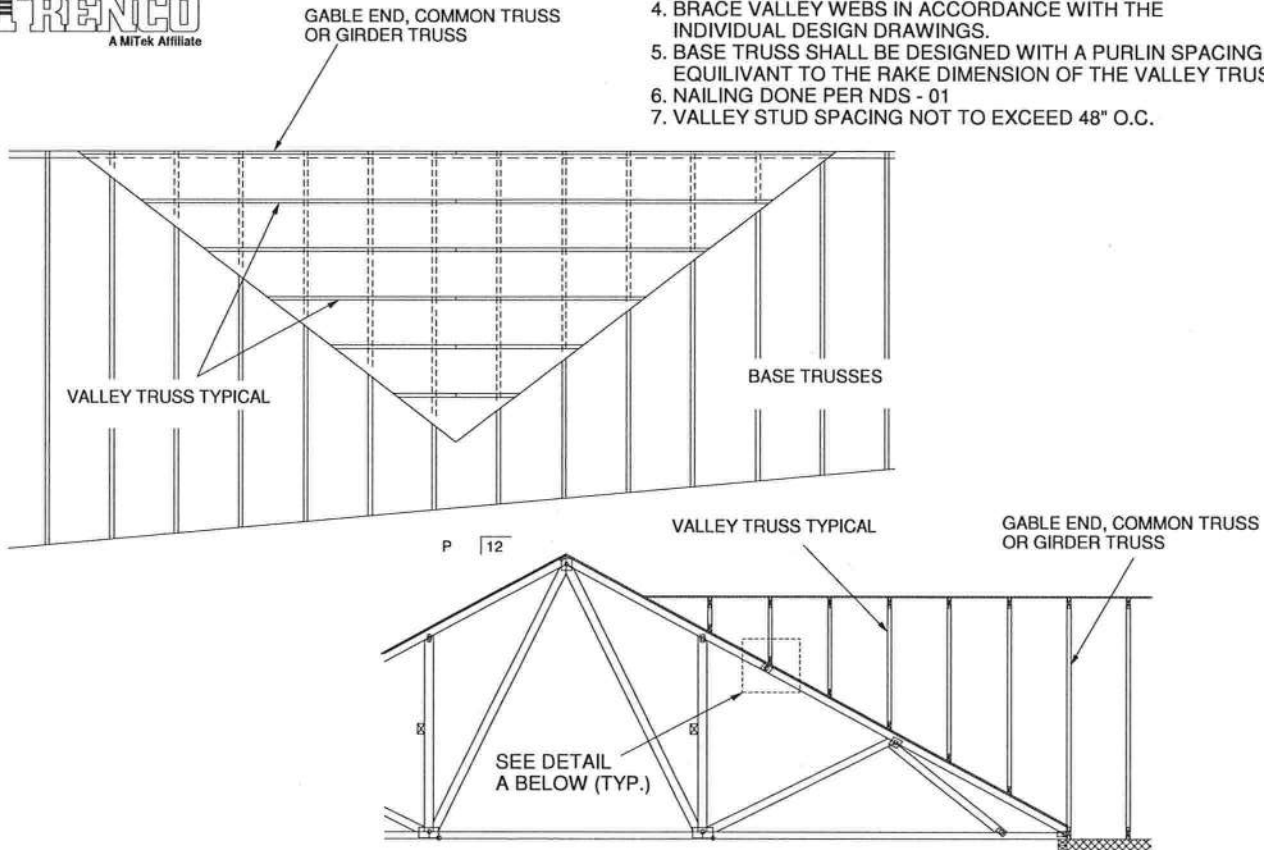 TRENCO
A MiTek Affiliate
GABLE END, COMMON TRUSS
OR GIRDER TRUSS
4. BRACE VALLEY WEBS IN ACCORDANCE WITH THE
INDIVIDUAL DESIGN DRAWINGS.
5. BASE TRUSS SHALL BE DESIGNED WITH A PURLIN SPACING
EQUILIVANT TO THE RAKE DIMENSION OF THE VALLEY TRUS
6. NAILING DONE PER NDS - 01
7. VALLEY STUD SPACING NOT TO EXCEED 48" O.C.
VALLEY TRUSS TYPICAL
BASE TRUSSES
P 12
VALLEY TRUSS TYPICAL
GABLE END, COMMON TRUSS
OR GIRDER TRUSS
SEE DETAIL
A BELOW (TYP.)